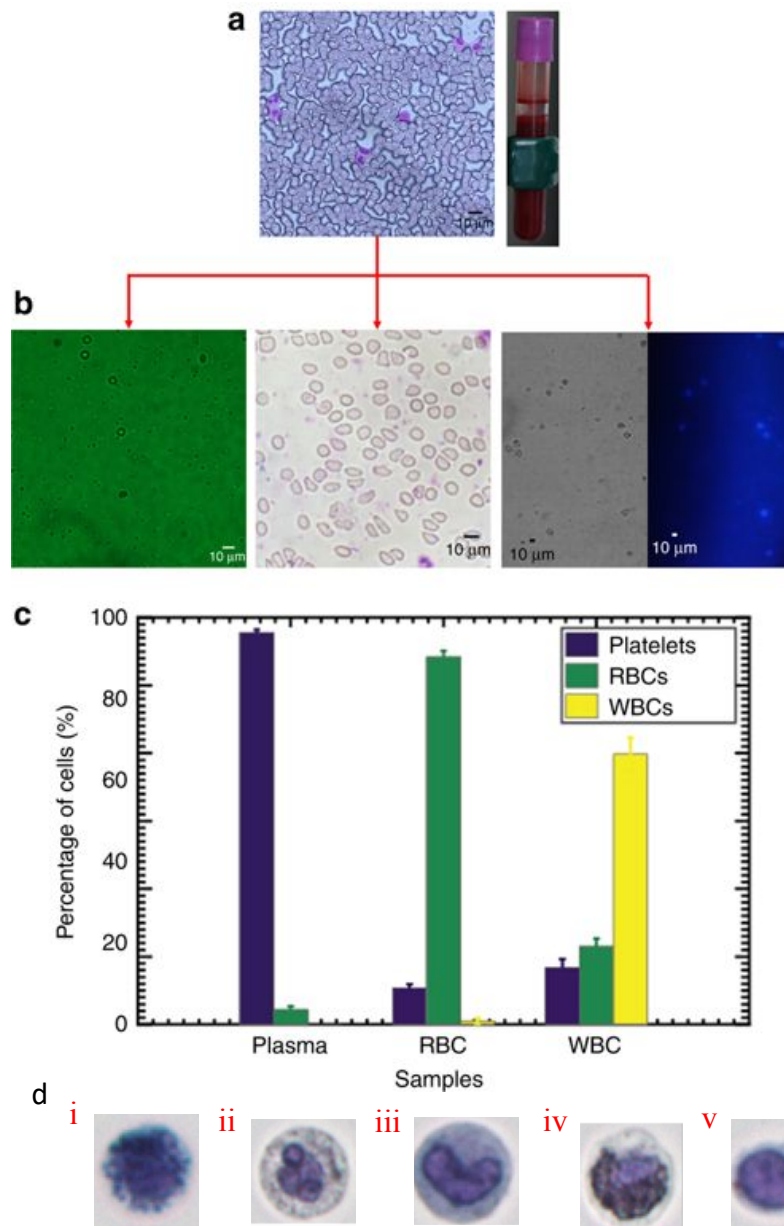 a
10 μm
b
10 μm
10 μm
10 μm
10 μm
c
100
80
60
40
20
0
Percentage of cells (%)
Platelets
RBCs
WBCs
Plasma RBC WBC
Samples
d
i ii iii iv v